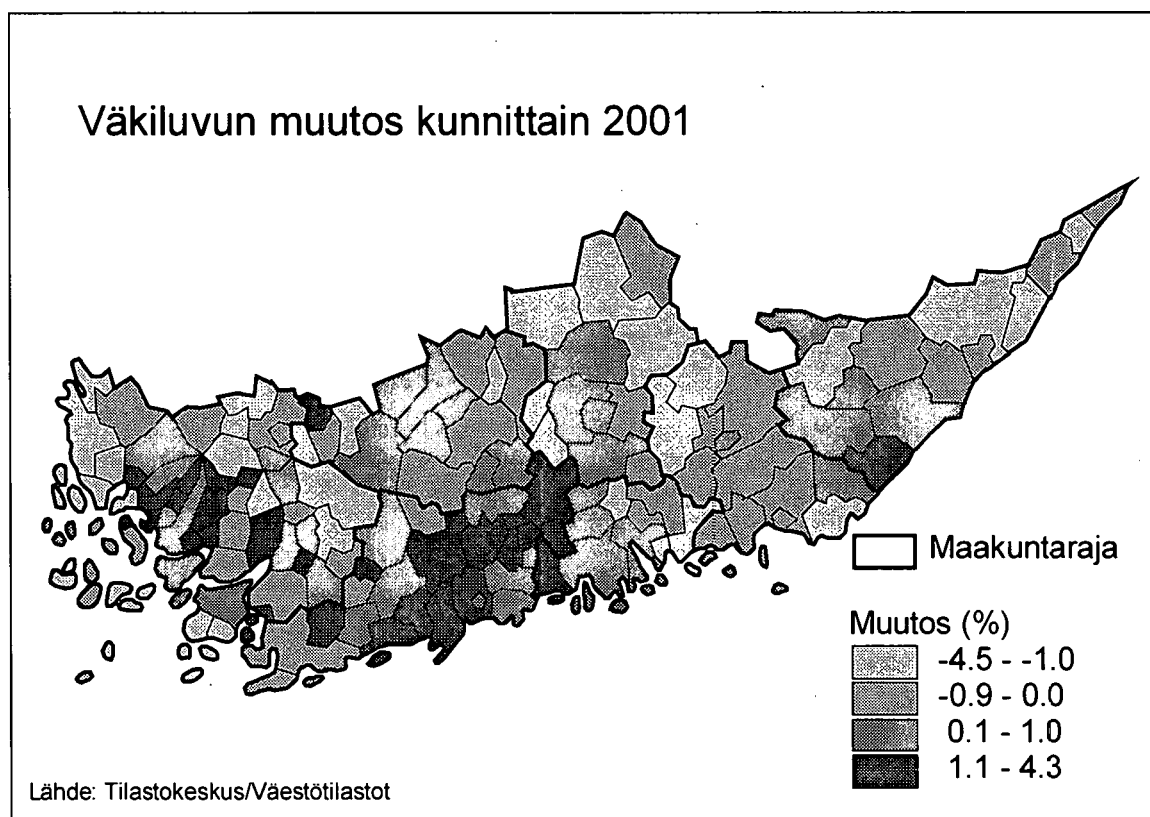 Väkiluvun muutos kunnittain 2001
Maakuntaraja
Muutos (%)
-4.5 - -1.0
-0.9 - 0.0
0.1 - 1.0
1.1 - 4.3
Lähde: Tilastokeskus/Väestötilastot